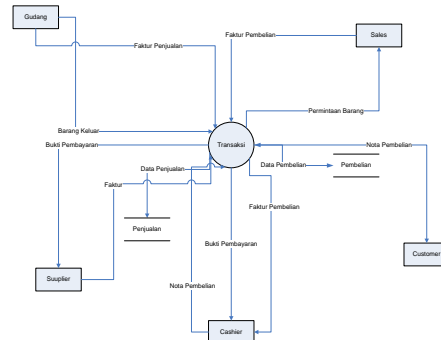 Gudang
Faktur Pembelian
Sales
Faktur Penjualan
Permintaan Barang
Barang Keluar
Bukti Pembayaran
Transaksi
Nota Pembelian
Data Penjualan
Data Pembelian
Pembelian
Faktur
Faktur Pembelian
Penjualan
Bukti Pembayaran
Customer
Suuplier
Nota Pembelian
Cashier